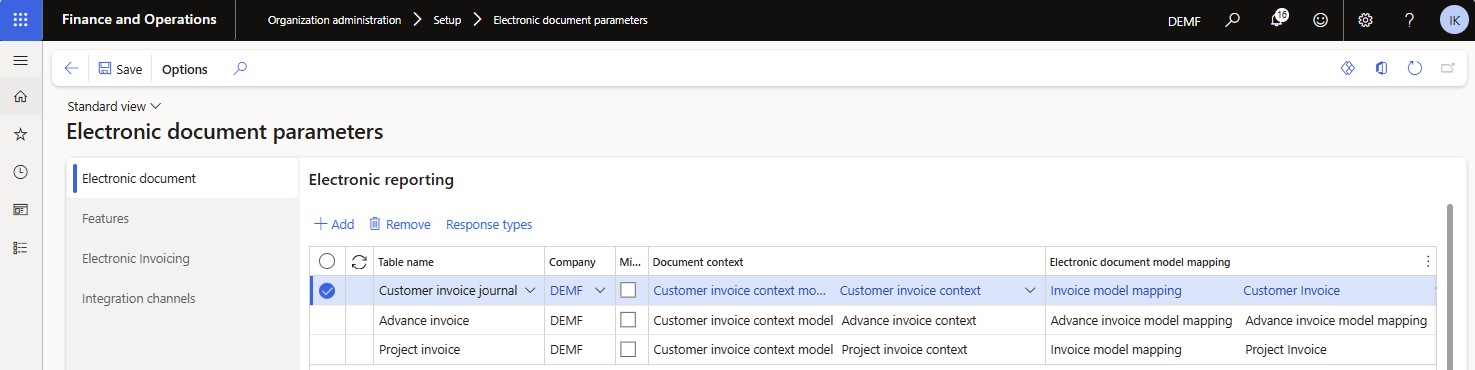 Finance and Operations Organization administration Setup Electronic document parameters DEMF 16 ? IK
Save Options
Standard view
Electronic document parameters
Electronic document
Features
Electronic Invoicing
Integration channels
Electronic reporting
Add Remove Response types
Table name Company Mi... Document context Electronic document model mapping
Customer invoice journal DEMF Customer invoice context mo... Customer invoice context Invoice model mapping Customer Invoice
Advance invoice DEMF Customer invoice context model Advance invoice context Advance invoice model mapping Advance invoice model mapping
Project invoice DEMF Customer invoice context model Project invoice context Invoice model mapping Project Invoice